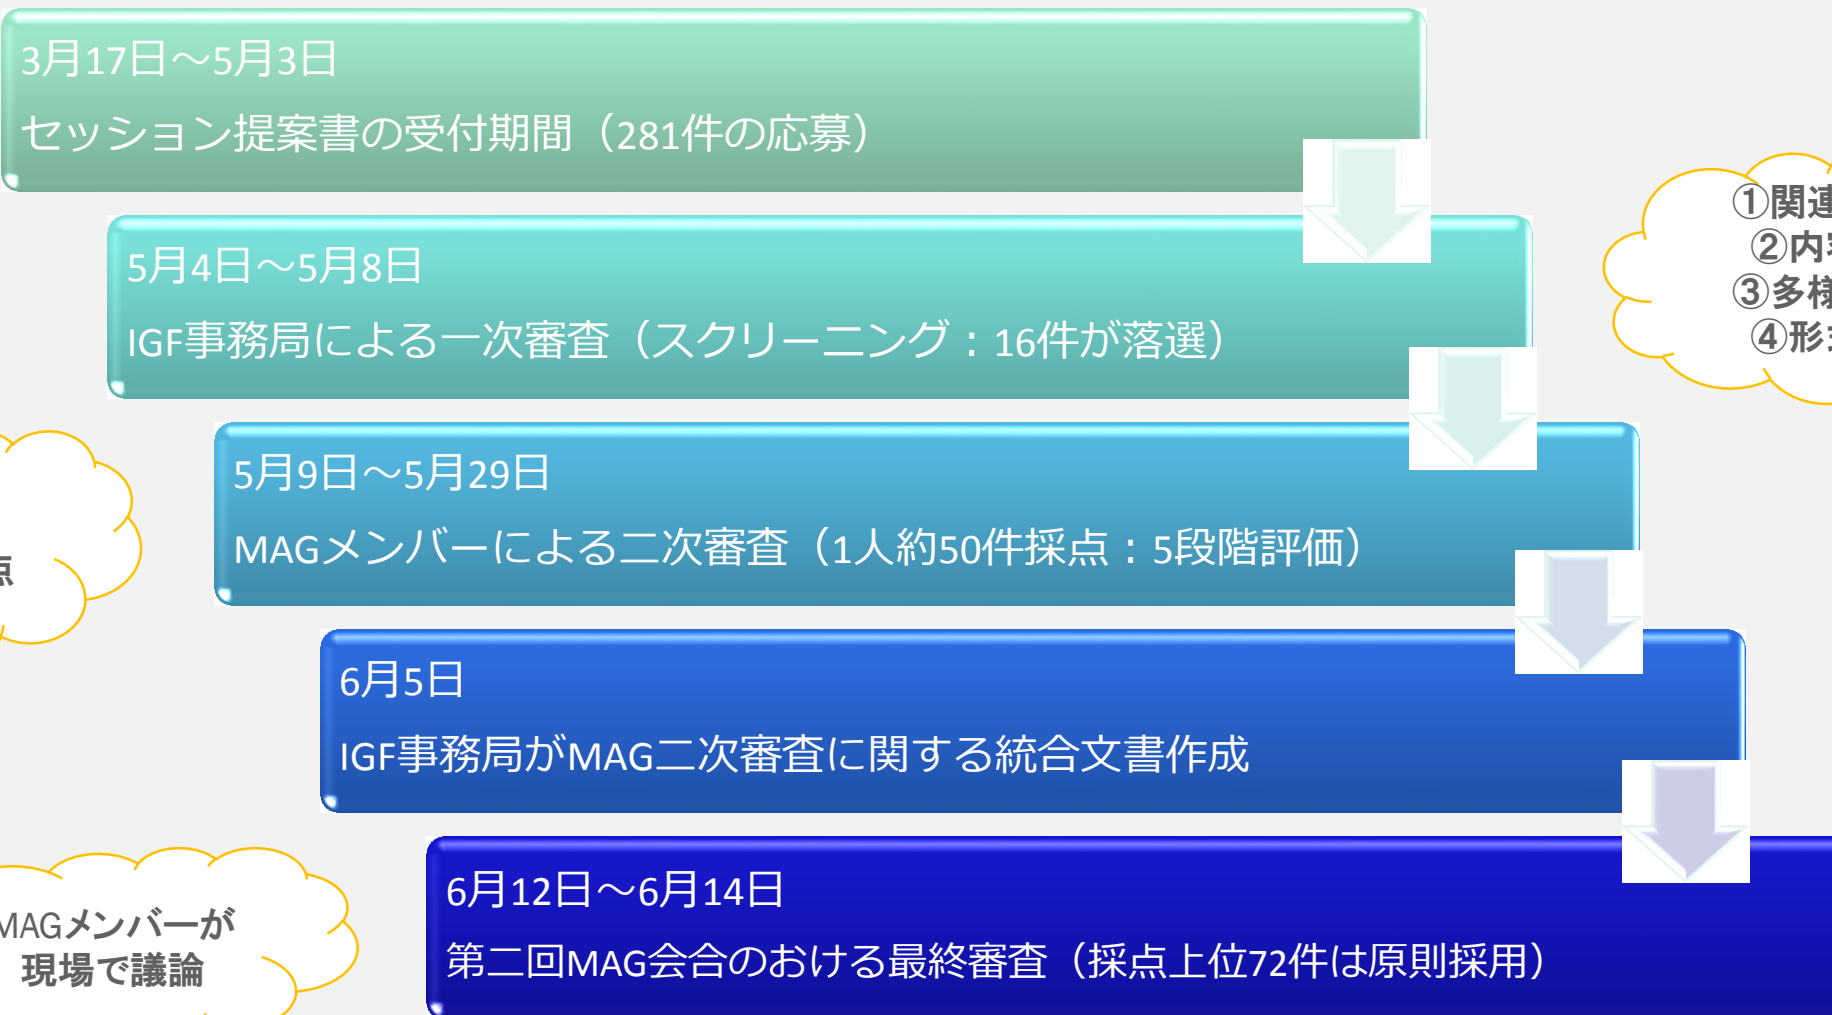 3月17日～5月3日
セッション提案書の受付期間（281件の応募）
5月4日～5月8日
IGF事務局による一次審査（スクリーニング：16件が落選）
①関連
②内容
③多様
④形式
5月9日～5月29日
MAGメンバーによる二次審査（1人約50件採点：5段階評価）
点
6月5日
IGF事務局がMAG二次審査に関する統合文書作成
6月12日～6月14日
第二回MAG会合のおける最終審査（採点上位72件は原則採用）
MAGメンバーが
現場で議論